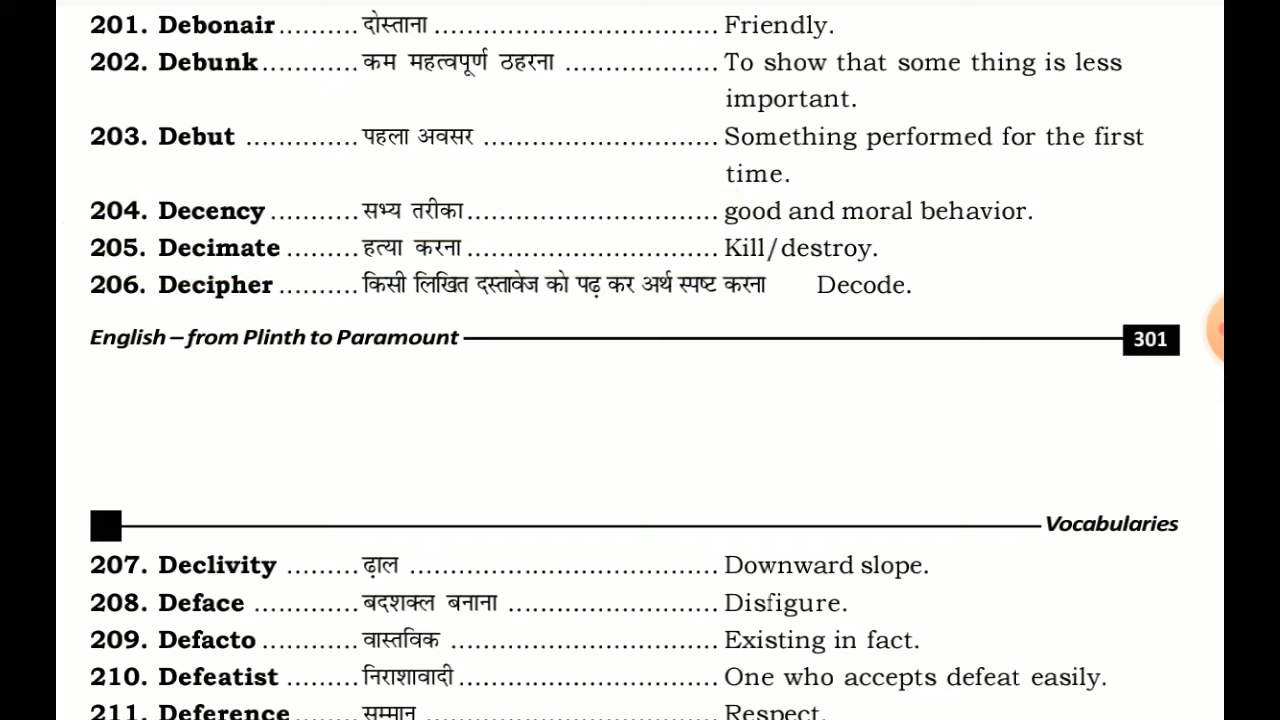 201. Debonair.......... दोस्ताना ................................... Friendly.
202. Debunk............ कम महत्वपूर्ण ठहरना ................... To show that some thing is less
important.
203. Debut .............. पहला अवसर ............................. Something performed for the first
time.
204. Decency ........... सभ्य तरीका............................... good and moral behavior.
205. Decimate ......... हत्या करना............................... Kill/destroy.
206. Decipher .......... किसी लिखित दस्तावेज को पढ़ कर अर्थ स्पष्ट करना Decode.
English – from Plinth to Paramount 301
Vocabularies
207. Declivity ......... ढ़ाल ...................................... Downward slope.
208. Deface ............. बदशक्ल बनाना .......................... Disfigure.
209. Defacto ............ वास्तविक ................................. Existing in fact.
210. Defeatist ......... निराशावादी................................ One who accepts defeat easily.
211. Deference ........ सम्मान .................................... Respect.